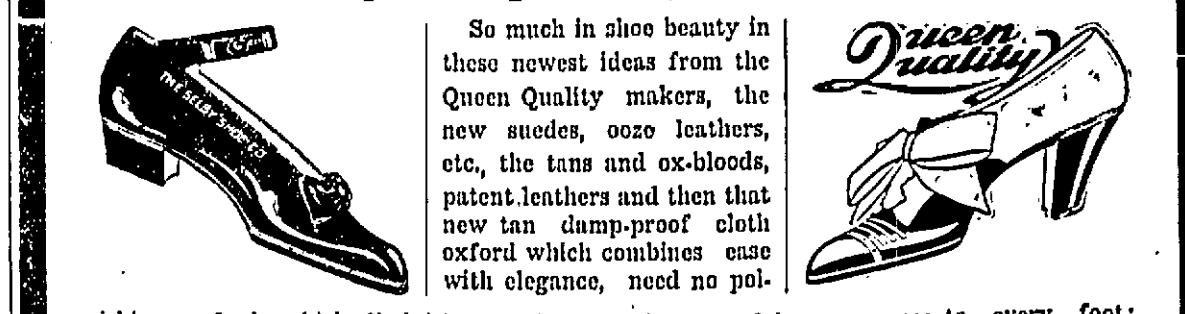 So much in shoe beauty in
these newest ideas from the
Queen Quality makers, the
new suedes, ooze leathers,
etc., the tans and ox-bloods,
patent leathers and then that
new tan damp-proof cloth
oxford which combines ease
with elegance, need no pol-
Queen
Quality
THE SELBY SHOE CO
every foot;